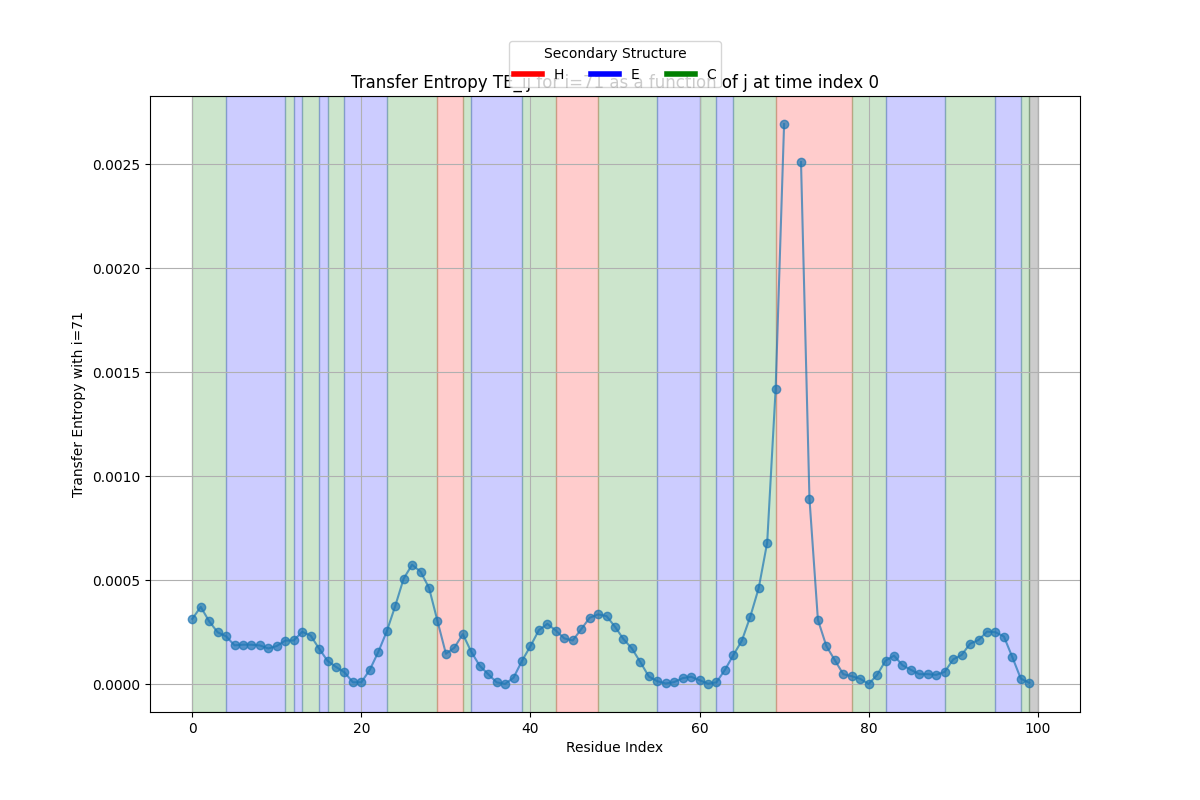 Secondary Structure
H E C
Transfer Entropy TE_ij for i=71 as a function of j at time index 0
Transfer Entropy with i=71
0.0025
0.0020
0.0015
0.0010
0.0005
0.0000
0 20 40 60 80 100
Residue Index